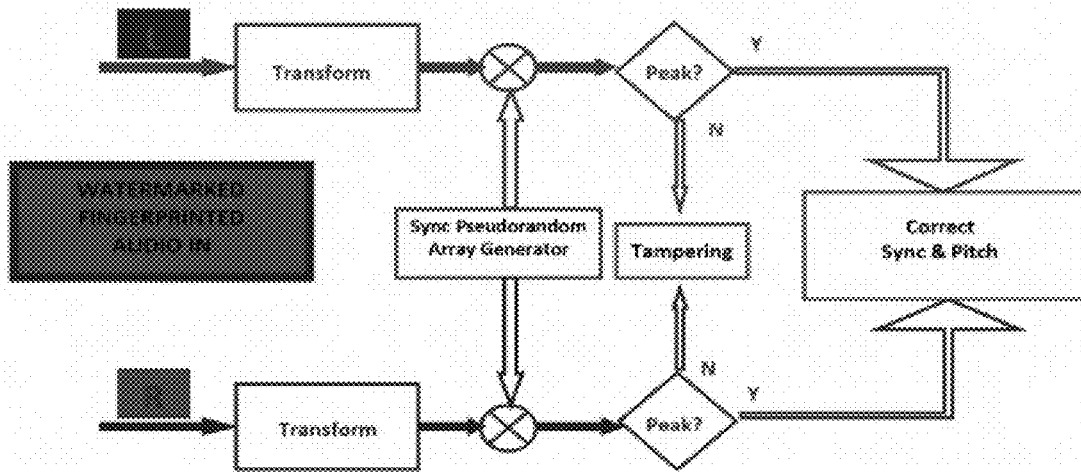 L
Transform
Peak?
Y
N
WATERMARKED
FINGERPRINTED
AUDIO IN
Sync Pseudorandom
Array Generator
Tampering
Correct
Sync & Pitch
N
Transform
Peak?
Y